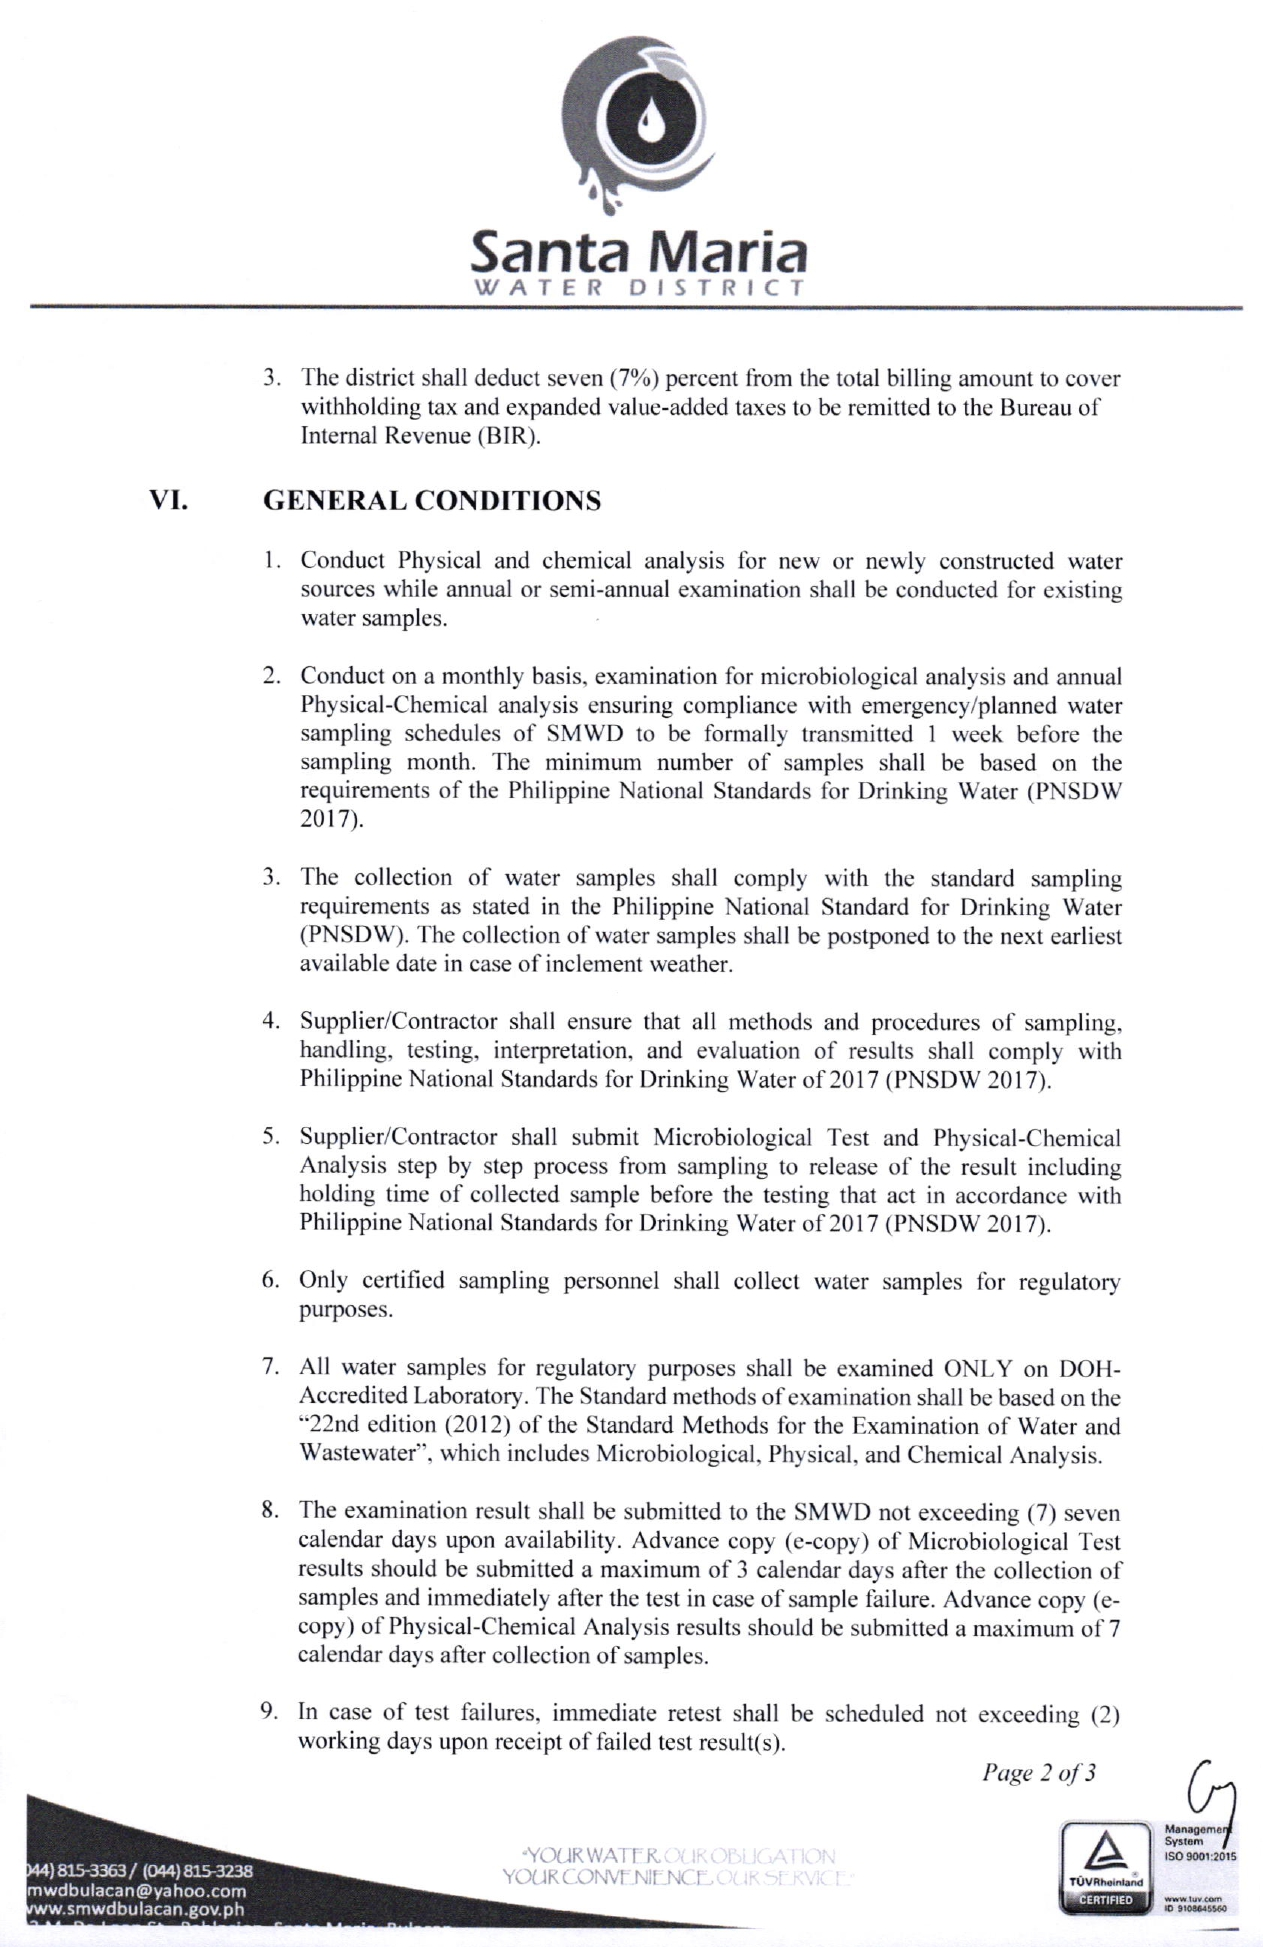 Santa Maria
WATER DISTRICT
3. The district shall deduct seven (7%) percent from the total billing amount to cover
withholding tax and expanded value-added taxes to be remitted to the Bureau of
Internal Revenue (BIR).
VI. GENERAL CONDITIONS
1. Conduct Physical and chemical analysis for new or newly constructed water
sources while annual or semi-annual examination shall be conducted for existing
water samples.
2. Conduct on a monthly basis, examination for microbiological analysis and annual
Physical-Chemical analysis ensuring compliance with emergency/planned water
sampling schedules of SMWD to be formally transmitted 1 week before the
sampling month. The minimum number of samples shall be based on the
requirements of the Philippine National Standards for Drinking Water (PNSDW
2017).
3. The collection of water samples shall comply with the standard sampling
requirements as stated in the Philippine National Standard for Drinking Water
(PNSDW). The collection of water samples shall be postponed to the next earliest
available date in case of inclement weather.
4. Supplier/Contractor shall ensure that all methods and procedures of sampling,
handling, testing, interpretation, and evaluation of results shall comply with
Philippine National Standards for Drinking Water of 2017 (PNSDW 2017).
5. Supplier/Contractor shall submit Microbiological Test and Physical-Chemical
Analysis step by step process from sampling to release of the result including
holding time of collected sample before the testing that act in accordance with
Philippine National Standards for Drinking Water of 2017 (PNSDW 2017).
6. Only certified sampling personnel shall collect water samples for regulatory
purposes.
7. All water samples for regulatory purposes shall be examined ONLY on DOH-
Accredited Laboratory. The Standard methods of examination shall be based on the
“22nd edition (2012) of the Standard Methods for the Examination of Water and
Wastewater”, which includes Microbiological, Physical, and Chemical Analysis.
8. The examination result shall be submitted to the SMWD not exceeding (7) seven
calendar days upon availability. Advance copy (e-copy) of Microbiological Test
results should be submitted a maximum of 3 calendar days after the collection of
samples and immediately after the test in case of sample failure. Advance copy (e-
copy) of Physical-Chemical Analysis results should be submitted a maximum of 7
calendar days after collection of samples.
9. In case of test failures, immediate retest shall be scheduled not exceeding (2)
working days upon receipt of failed test result(s).
Page 2 of 3
44) 815-3363 / (044) 815-3238
mwdbulacan@yahoo.com
www.smwdbulacan.gov.ph
“YOUR WATER OUR OBLIGATION
YOUR CONVENIENCE OUR SERVICE”
TÜVRheinland
CERTIFIED
Management
System
ISO 9001:2015
www.tuv.com
ID 9108645560